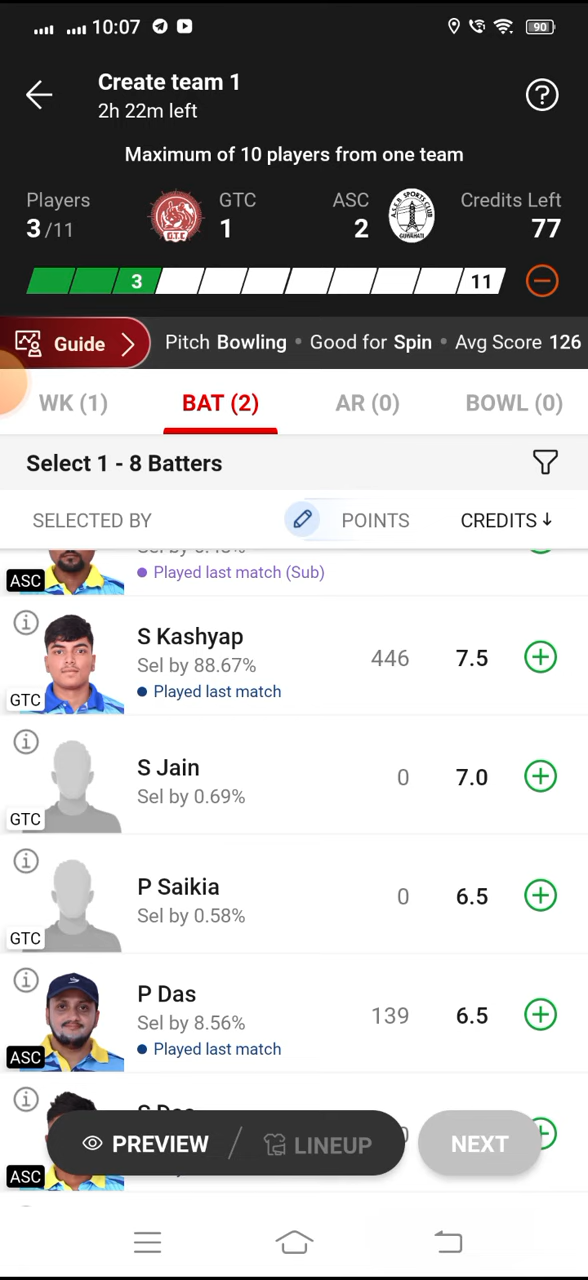 10:07
90
Create team 1
2h 22m left
Maximum of 10 players from one team
Players GTC ASC Credits Left
3 /11 1 2 77
G.T.C
A.S.E.B SPORTS CLUB
GUWAHATI
3 11
Guide Pitch Bowling • Good for Spin • Avg Score 126
WK (1) BAT (2) AR (0) BOWL (0)
Select 1 - 8 Batters
SELECTED BY POINTS CREDITS ↓
ASC
Played last match (Sub)
S Kashyap
Sel by 88.67%
446 7.5
Played last match
GTC
S Jain
Sel by 0.69%
0 7.0
GTC
P Saikia
Sel by 0.58%
0 6.5
GTC
P Das
Sel by 8.56%
139 6.5
Played last match
ASC
PREVIEW / LINEUP NEXT
ASC